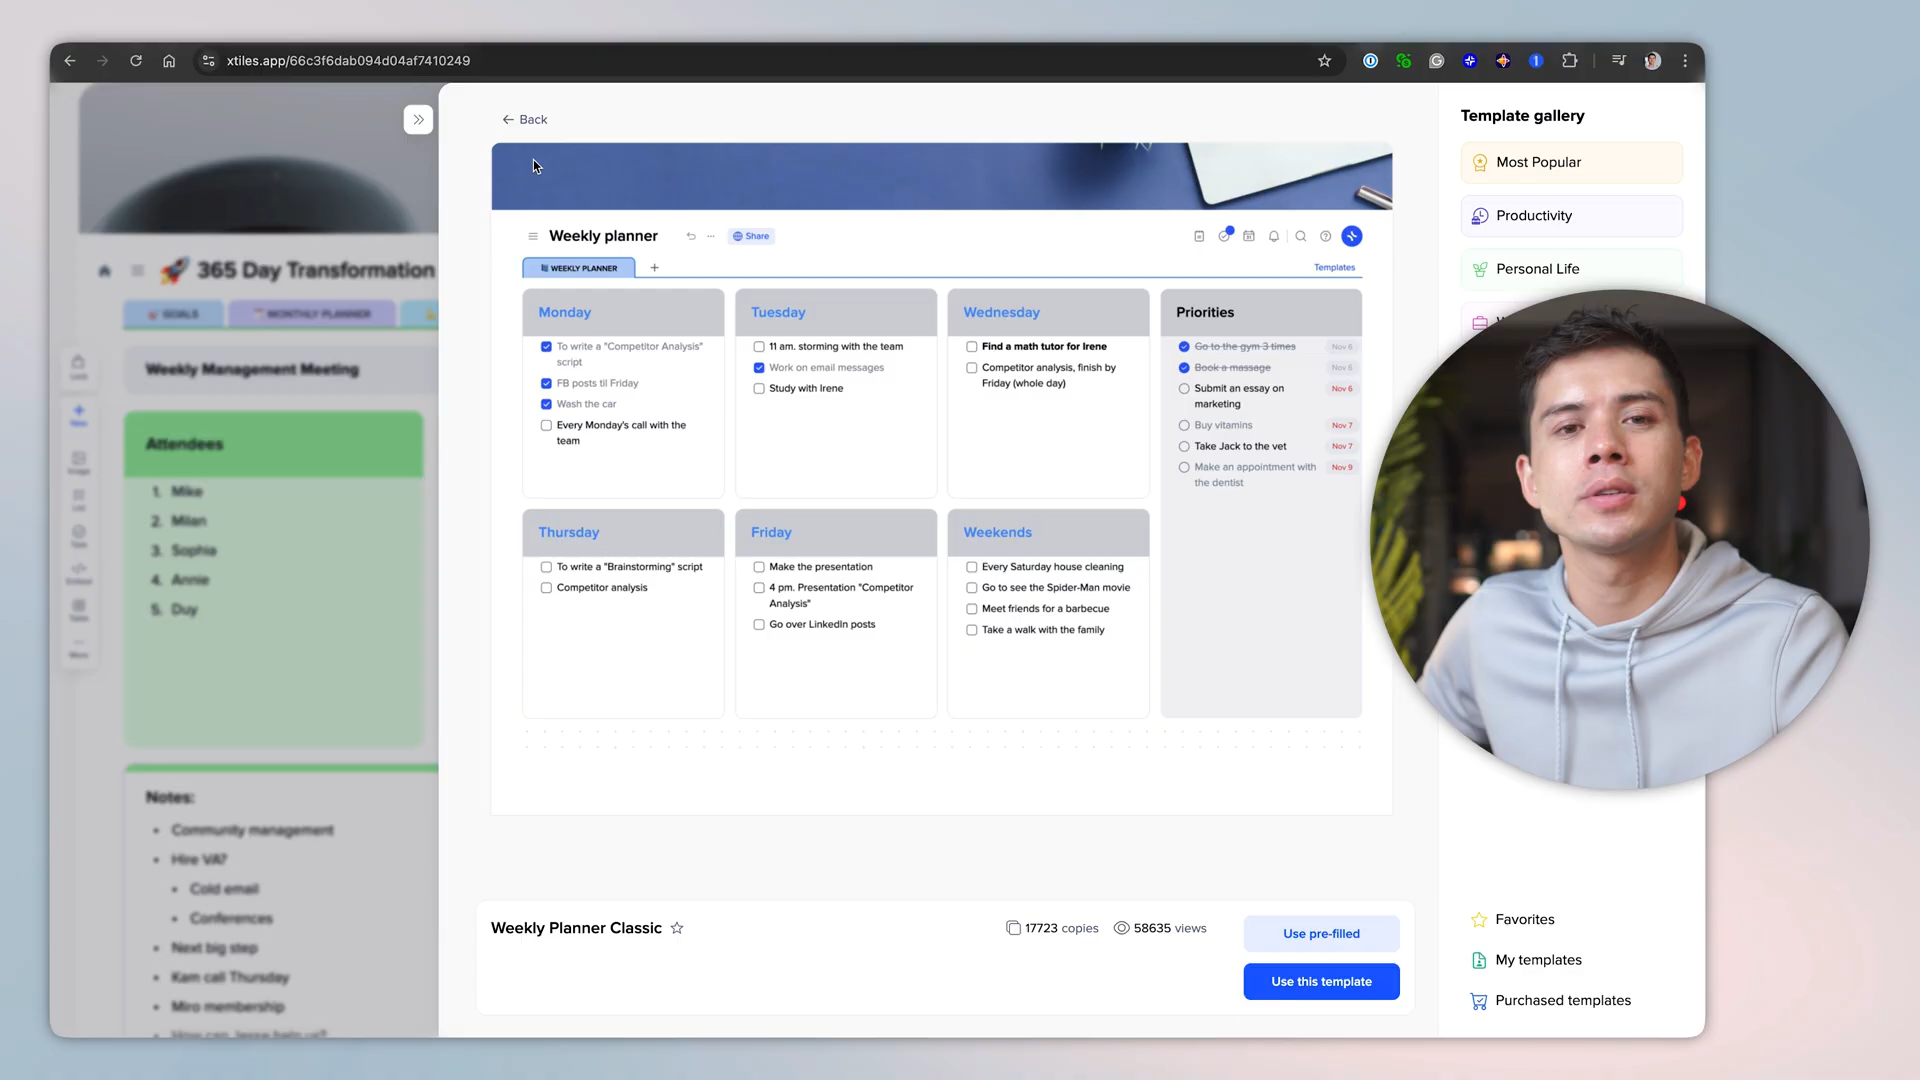 xtiles.app/66c3f6dab094d04af7410249
Back
Template gallery
Most Popular
Productivity
Personal Life
Weekly planner
Share
WEEKLY PLANNER
+
Templates
Monday
To write a "Competitor Analysis"
script
FB posts til Friday
Wash the car
Every Monday's call with the
team
Tuesday
11 am. storming with the team
Work on email messages
Study with Irene
Wednesday
Find a math tutor for Irene
Competitor analysis, finish by
Friday (whole day)
Priorities
Go to the gym 3 times Nov 6
Book a massage Nov 6
Submit an essay on Nov 6
marketing
Buy vitamins Nov 7
Take Jack to the vet Nov 7
Make an appointment with Nov 9
the dentist
Thursday
To write a "Brainstorming" script
Competitor analysis
Friday
Make the presentation
4 pm. Presentation "Competitor
Analysis"
Go over LinkedIn posts
Weekends
Every Saturday house cleaning
Go to see the Spider-Man movie
Meet friends for a barbecue
Take a walk with the family
Weekly Planner Classic
17723 copies
58635 views
Use pre-filled
Use this template
Favorites
My templates
Purchased templates
365 Day Transformation
GOALS
MONTHLY PLANNER
Weekly Management Meeting
Attendees
1. Mike
2. Milan
3. Sophia
4. Annie
5. Duy
Notes:
• Community management
• Hire VA?
• Cold email
• Conferences
• Next big step
• Kam call Thursday
• Miro membership